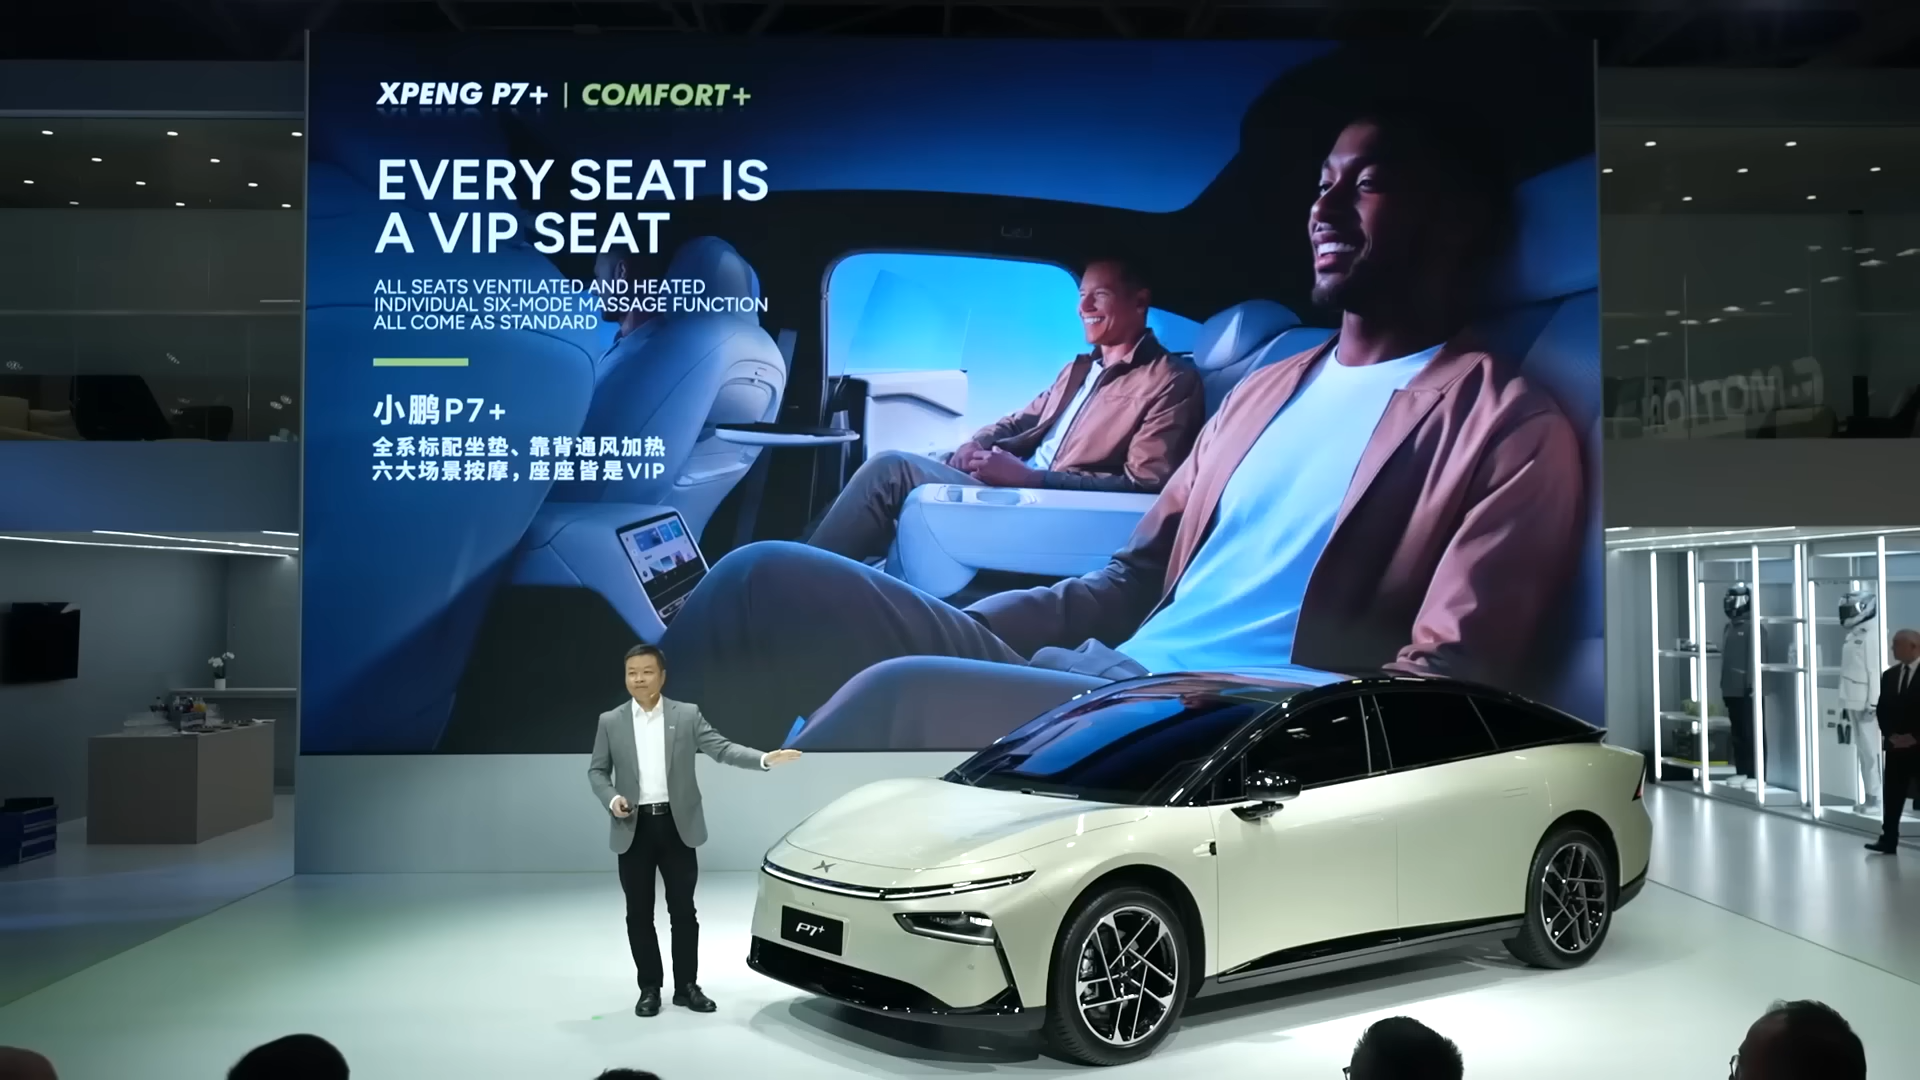 XPENG P7+ | COMFORT+
EVERY SEAT IS
A VIP SEAT
ALL SEATS VENTILATED AND HEATED
INDIVIDUAL SIX-MODE MASSAGE FUNCTION
ALL COME AS STANDARD
小鹏P7+
全系标配坐垫、靠背通风加热
六大场景按摩，座座皆是VIP
E-MOTION
P7+